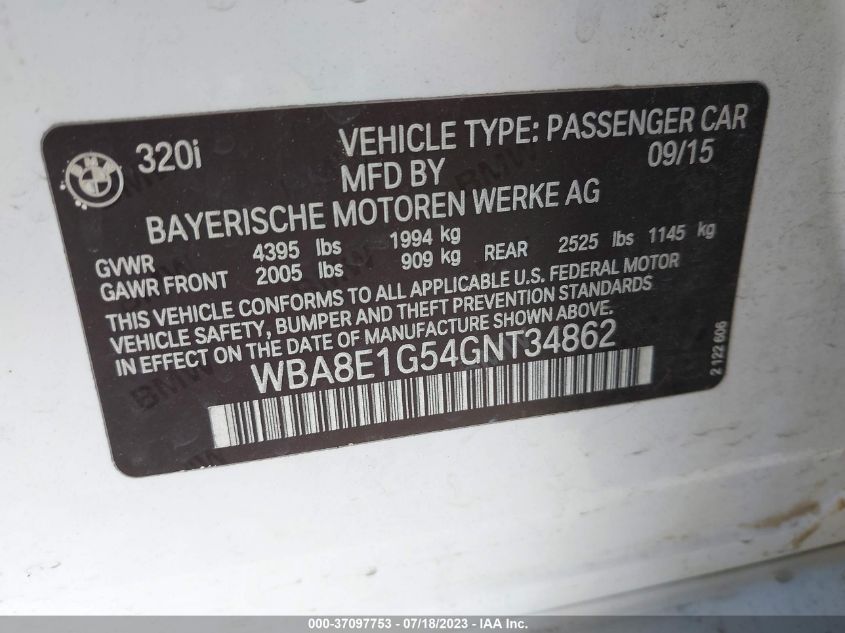 BMW
320i VEHICLE TYPE: PASSENGER CAR
MFD BY 09/15
BAYERISCHE MOTOREN WERKE AG
GVWR 4395 lbs 1994 kg
GAWR FRONT 2005 lbs 909 kg REAR 2525 lbs 1145 kg
THIS VEHICLE CONFORMS TO ALL APPLICABLE U.S. FEDERAL MOTOR
VEHICLE SAFETY, BUMPER AND THEFT PREVENTION STANDARDS
IN EFFECT ON THE DATE OF MANUFACTURE SHOWN ABOVE.
WBA8E1G54GNT34862
2 122 606
000-37097753 - 07/18/2023 - IAA Inc.